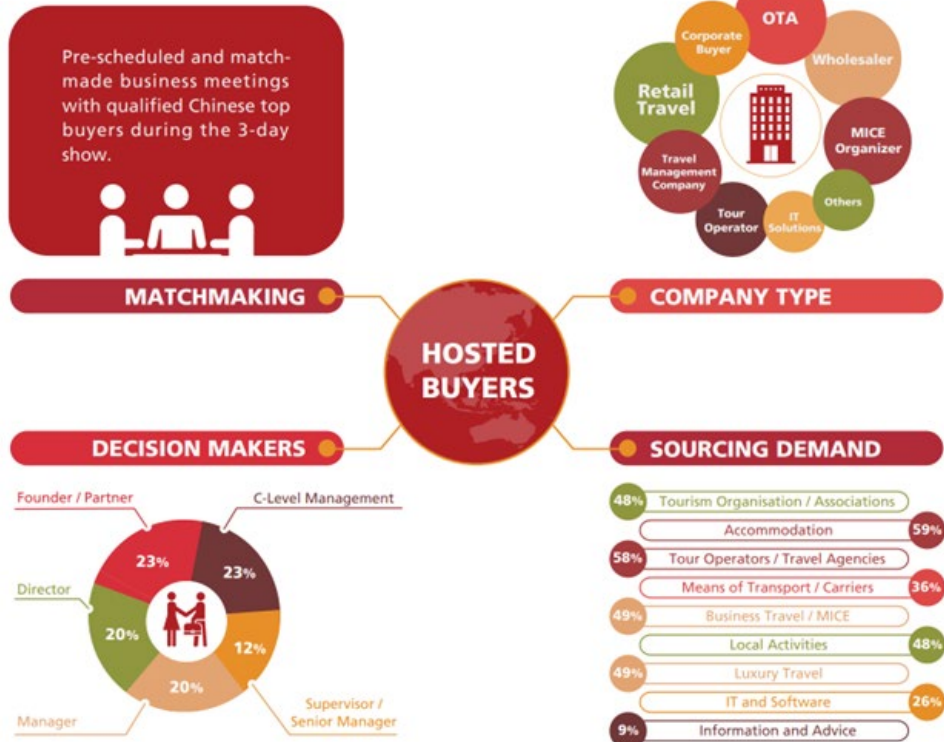 Pre-scheduled and match-
made business meetings
with qualified Chinese top
buyers during the 3-day
show.
OTA
Corporate
Buyer
Wholesaler
Retail
Travel
MICE
Organizer
Travel
Management
Company
Others
Tour
Operator
IT
Solutions
MATCHMAKING
COMPANY TYPE
HOSTED
BUYERS
DECISION MAKERS
SOURCING DEMAND
Founder / Partner
C-Level Management
23%
23%
Director
20%
12%
20%
Manager
Supervisor /
Senior Manager
48% Tourism Organisation / Associations
Accommodation 59%
58% Tour Operators / Travel Agencies
Means of Transport / Carriers 36%
49% Business Travel / MICE
Local Activities 48%
49% Luxury Travel
IT and Software 26%
9% Information and Advice